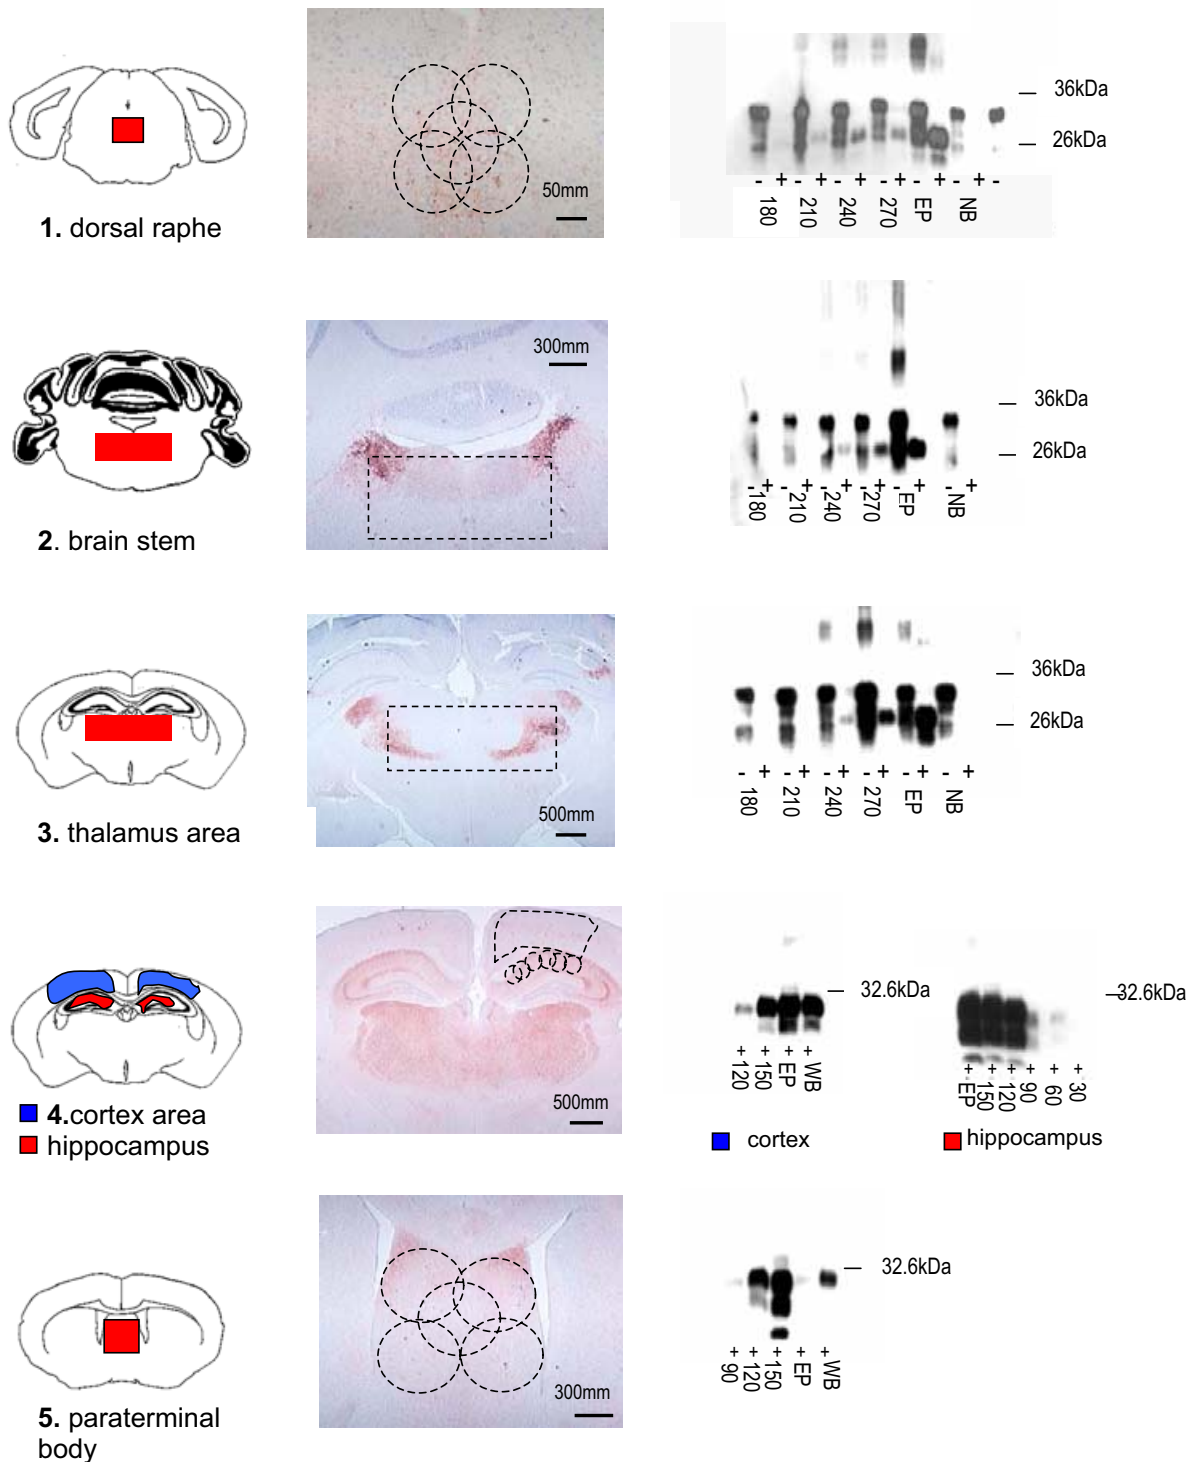 36kDa
26kDa
50mm
- + - + - + - + - + - + -
180 210 240 270 EP NB
1. dorsal raphe
300mm
36kDa
26kDa
- + - + - + - + - + - +
180 210 240 270 EP NB
2. brain stem
36kDa
26kDa
- + - + - + - + - + - +
180 210 240 270 EP NB
500mm
3. thalamus area
32.6kDa
32.6kDa
+ + + +
120 150 EP WB
+ + + + + +
EP 150 120 90 60 30
500mm
4.cortex area
hippocampus
cortex
hippocampus
32.6kDa
+ + + + +
90 120 150 EP WB
300mm
5. paraterminal
body